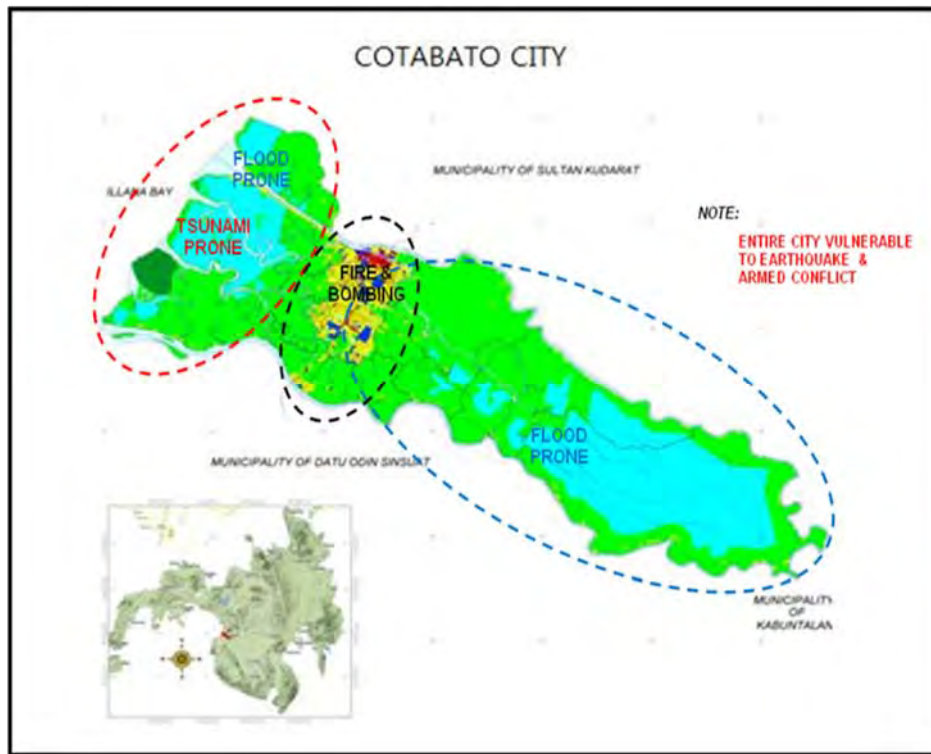 COTABATO CITY
FLOOD
PRONE
MUNICIPALITY OF SULTAN KUDARAT
ILLANA BAY
NOTE:
TSUNAMI
PRONE
ENTIRE CITY VULNERABLE
TO EARTHQUAKE &
ARMED CONFLICT
FIRE &
BOMBING
FLOOD
PRONE
MUNICIPALITY OF DATU ODIN SINSUAT
MUNICIPALITY
OF
KABUNTALAN